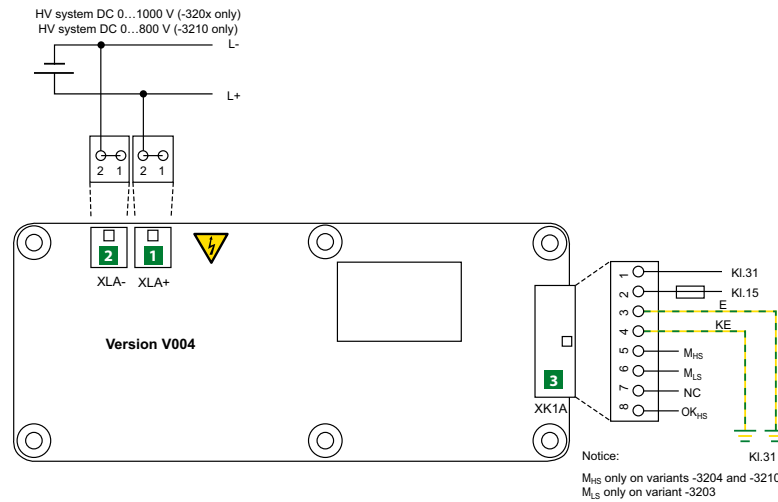 HV system DC 0...1000 V (-320x only)
HV system DC 0...800 V (-3210 only)
L-
L+
2 1 2 1
2 1
XLA- XLA+
Version V004
3
XK1A
1 Kl.31
2 Kl.15
3 E
4 KE
5 MHS
6 MLS
7 NC
8 OKHS
Notice: Kl.31
MHS only on variants -3204 and -3210
MLS only on variant -3203